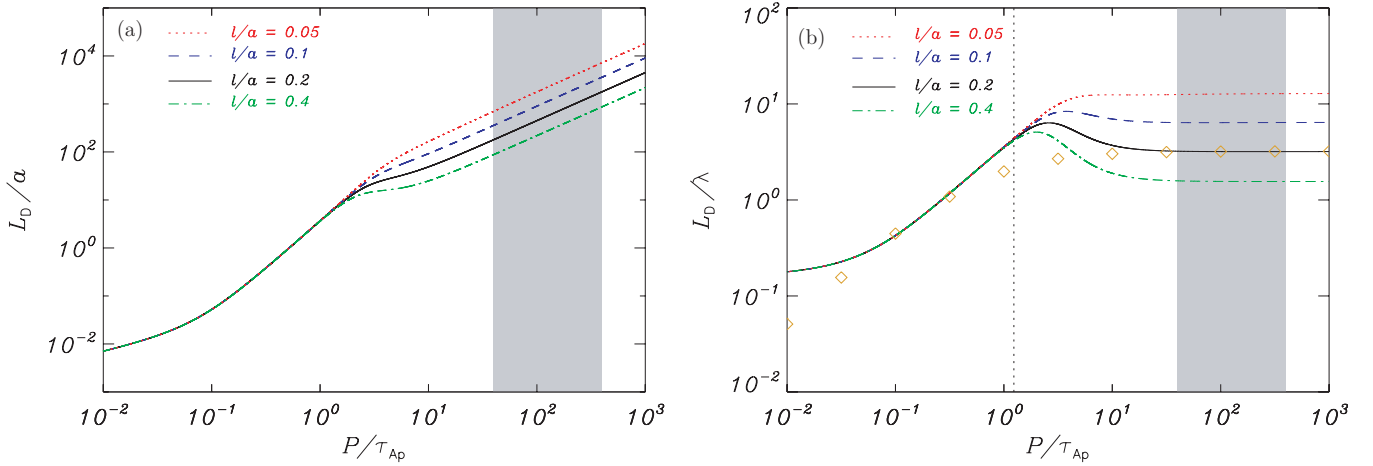 (a)
l/a = 0.05
l/a = 0.1
l/a = 0.2
l/a = 0.4
L_D/a
10^4
10^2
10^0
10^-2
10^-2 10^-1 10^0 10^1 10^2 10^3
P/τ_Ap
(b)
l/a = 0.05
l/a = 0.1
l/a = 0.2
l/a = 0.4
L_D/λ
10^2
10^1
10^0
10^-1
10^-2
10^-2 10^-1 10^0 10^1 10^2 10^3
P/τ_Ap